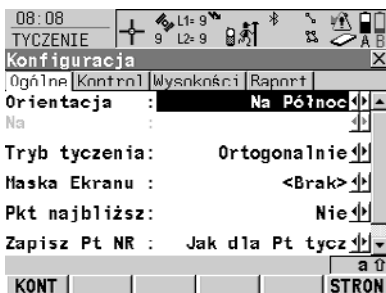 08:08
TYCZENIE
9
L1= 9
L2= 9
A B
Konfiguracja
Ogólne Kontrol Wysokości Raport
Orientacja : Na Północ
Na :
Tryb tyczenia: Ortogonalnie
Maska Ekranu : <Brak>
Pkt najbliższ: Nie
Zapisz Pt NR : Jak dla Pt tycz
a
KONT STRON